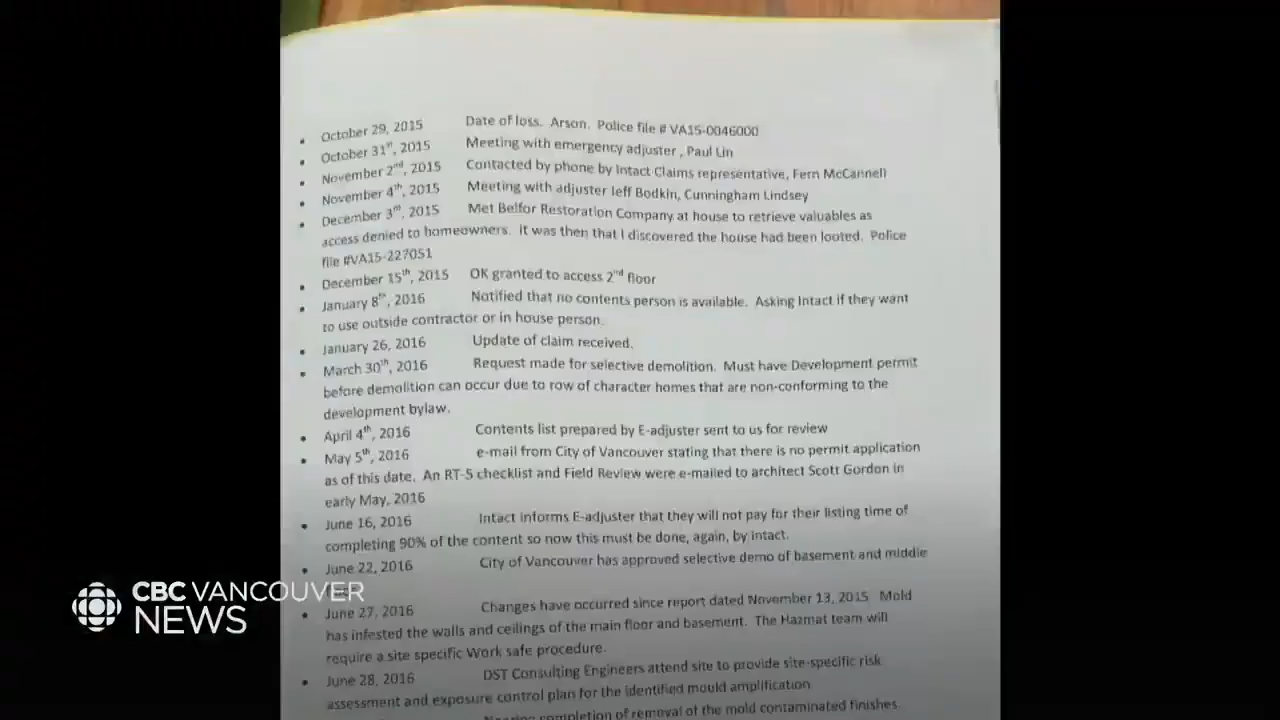 • October 29, 2015 Date of loss. Arson. Police file # VA15-0046000
• October 31st, 2015 Meeting with emergency adjuster , Paul Lin
• November 2nd, 2015 Contacted by phone by Intact Claims representative, Fern McCannell
• November 4th, 2015 Meeting with adjuster Jeff Bodkin, Cunningham Lindsey
• December 3rd, 2015 Met Belfor Restoration Company at house to retrieve valuables as
access denied to homeowners. It was then that I discovered the house had been looted. Police
file #VA15-227051
• December 15th, 2015 OK granted to access 2nd floor
• January 8th, 2016 Notified that no contents person is available. Asking Intact if they want
to use outside contractor or in house person.
• January 26, 2016 Update of claim received.
• March 30th, 2016 Request made for selective demolition. Must have Development permit
before demolition can occur due to row of character homes that are non-conforming to the
development bylaw.
• April 4th, 2016 Contents list prepared by E-adjuster sent to us for review
• May 5th, 2016 e-mail from City of Vancouver stating that there is no permit application
as of this date. An RT-5 checklist and Field Review were e-mailed to architect Scott Gordon in
early May, 2016
• June 16, 2016 Intact informs E-adjuster that they will not pay for their listing time of
completing 90% of the content so now this must be done, again, by intact.
• June 22, 2016 City of Vancouver has approved selective demo of basement and middle
• June 27, 2016 Changes have occurred since report dated November 13, 2015 Mold
has infested the walls and ceilings of the main floor and basement. The Hazmat team will
require a site specific Work safe procedure.
• June 28, 2016 DST Consulting Engineers attend site to provide site-specific risk
assessment and exposure control plan for the identified mould amplification
Nearing completion of removal of the mold contaminated finishes
CBC VANCOUVER
NEWS